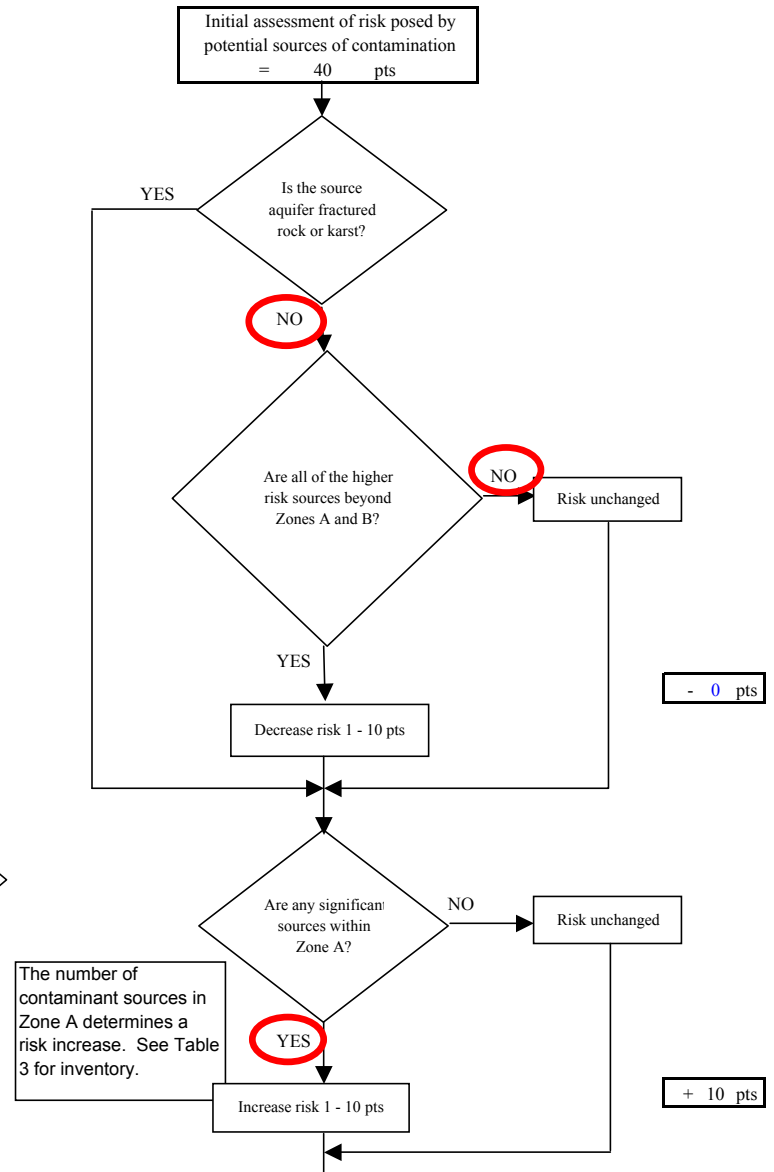 Initial assessment of risk posed by
potential sources of contamination
= 40 pts
YES
Is the source
aquifer fractured
rock or karst?
NO
Are all of the higher
risk sources beyond
Zones A and B?
NO
Risk unchanged
YES
- 0 pts
Decrease risk 1 - 10 pts
Are any significant
sources within
Zone A?
NO
Risk unchanged
The number of
contaminant sources in
Zone A determines a
risk increase. See Table
3 for inventory.
YES
Increase risk 1 - 10 pts
+ 10 pts